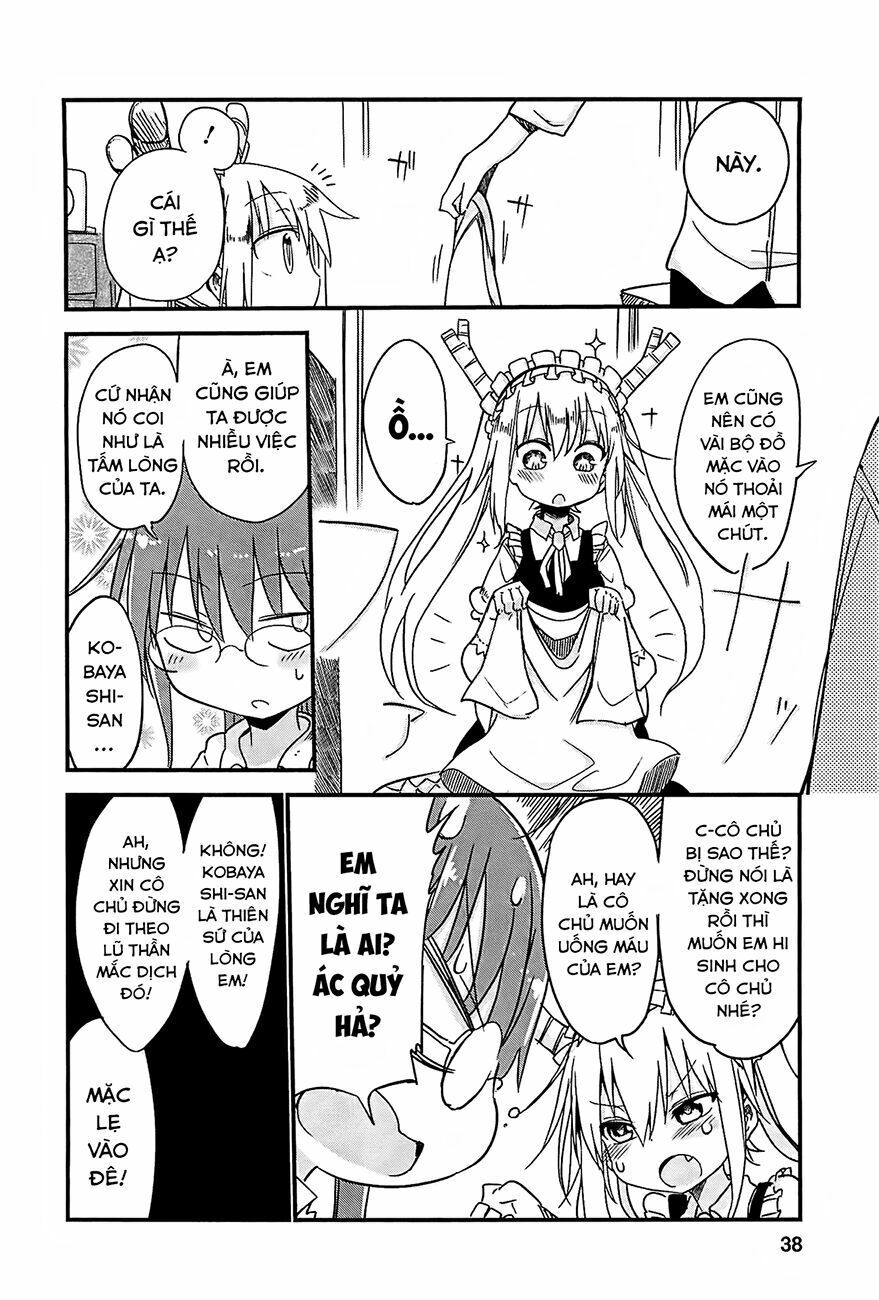 NÀY.
!
CÁI
GÌ THẾ
Ạ?
EM CŨNG
NÊN CÓ
VÀI BỘ ĐỒ
MẶC VÀO
NÓ THOẢI
MÁI MỘT
CHÚT.
Ồ...
À, EM
CŨNG GIÚP
TA ĐƯỢC
NHIỀU VIỆC
RỒI.
CỨ NHẬN
NÓ COI
NHƯ LÀ
TẤM LÒNG
CỦA TA.
KO-
BAYA
SHI-
SAN
...
C-CÔ CHỦ
BỊ SAO THẾ?
ĐỪNG NÓI LÀ
TẶNG XONG
RỒI THÌ
MUỐN EM HI
SINH CHO
CÔ CHỦ
NHÉ?
AH, HAY
LÀ CÔ
CHỦ MUỐN
UỐNG MÁU
CỦA EM?
EM
NGHĨ TA
LÀ AI?
ÁC QUỶ
HẢ?
KHÔNG!
KOBAYA
SHI-SAN
LÀ THIÊN
SỨ CỦA
LÒNG
EM!
AH,
NHƯNG
XIN CÔ
CHỦ ĐỪNG
ĐI THEO
LŨ THẦN
MẮC DỊCH
ĐÓ!
MẶC
LẸ
VÀO
ĐÊ!
38